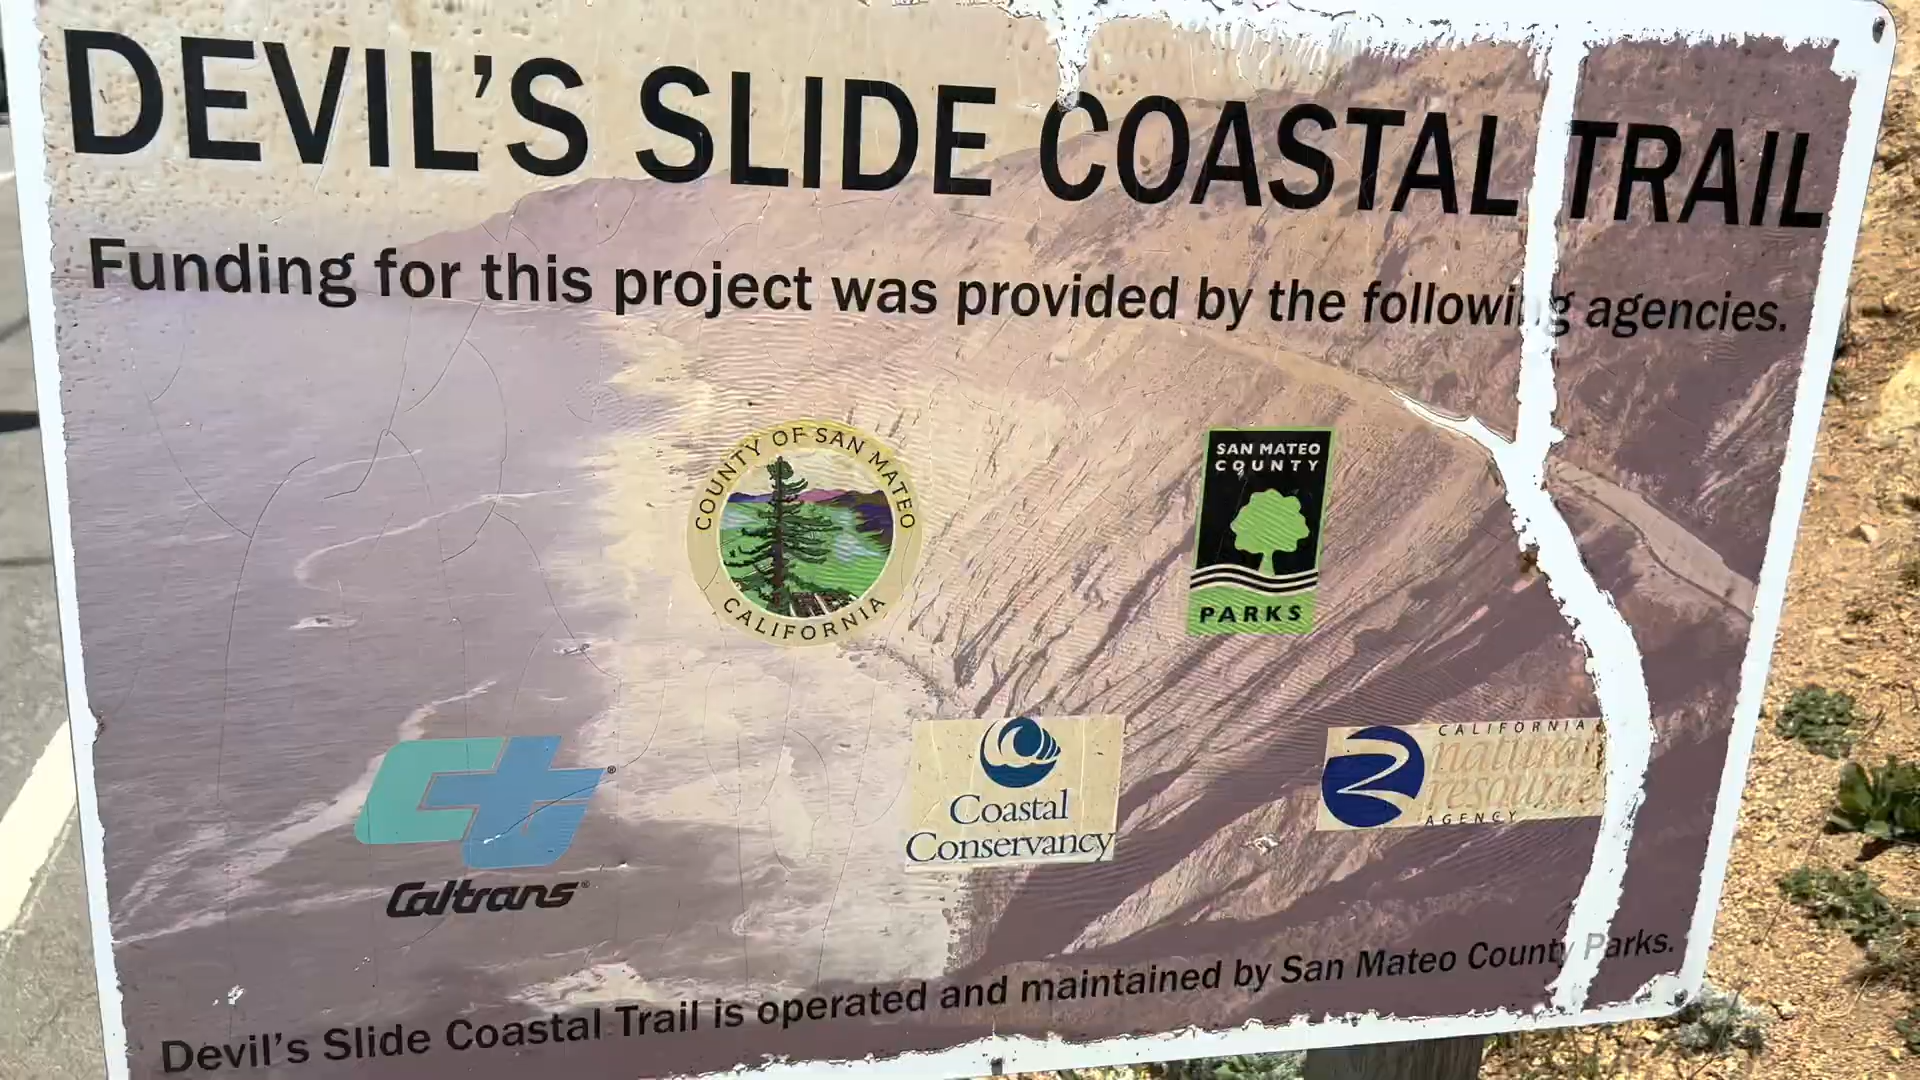 DEVIL'S SLIDE COASTAL TRAIL
Funding for this project was provided by the following agencies.
COUNTY OF SAN MATEO
CALIFORNIA
SAN MATEO
COUNTY
PARKS
Caltrans®
Coastal
Conservancy
CALIFORNIA
natural
resources
AGENCY
Devil's Slide Coastal Trail is operated and maintained by San Mateo County Parks.